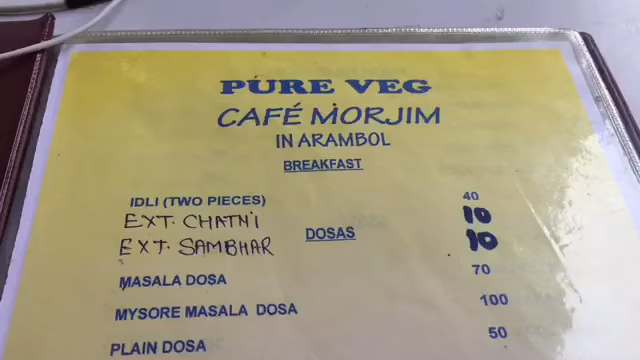 PURE VEG
CAFÉ MORJIM
IN ARAMBOL
BREAKFAST
IDLI (TWO PIECES) 40
EXT. CHATNI 10
EXT. SAMBHAR 10
DOSAS
MASALA DOSA 70
MYSORE MASALA DOSA 100
PLAIN DOSA 50